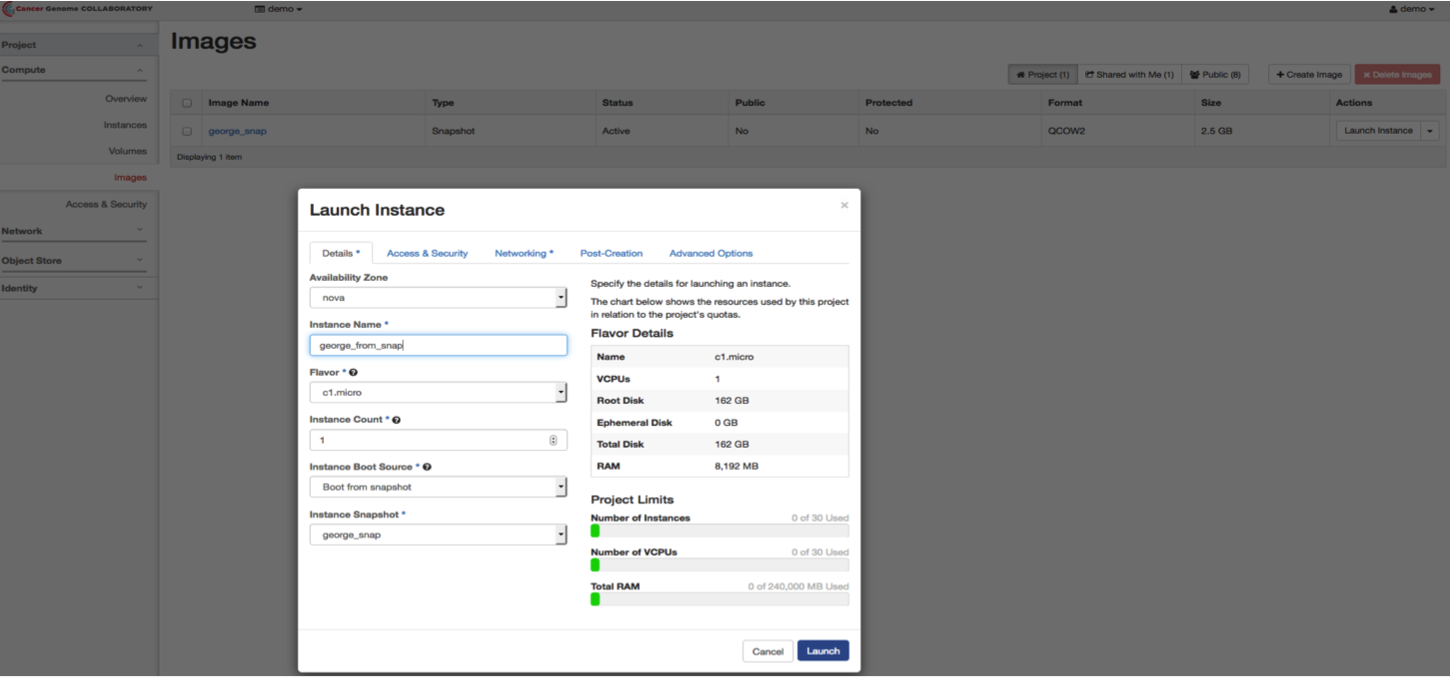 Cancer Genome COLLABORATORY
demo
demo
Project
Compute
Overview
Instances
Volumes
Images
Access & Security
Network
Object Store
Identity
Images
Project (1) Shared with Me (1) Public (8) + Create Image × Delete Images
Image Name Type Status Public Protected Format Size Actions
george_snap Snapshot Active No No QCOW2 2.5 GB Launch Instance
Displaying 1 item
Launch Instance ×
Details * Access & Security Networking * Post-Creation Advanced Options
Availability Zone
nova
Instance Name *
george_from_snap
Flavor * ?
c1.micro
Instance Count * ?
1
Instance Boot Source * ?
Boot from snapshot
Instance Snapshot *
george_snap
Specify the details for launching an instance.
The chart below shows the resources used by this project
in relation to the project's quotas.
Flavor Details
Name c1.micro
VCPUs 1
Root Disk 162 GB
Ephemeral Disk 0 GB
Total Disk 162 GB
RAM 8,192 MB
Project Limits
Number of Instances 0 of 30 Used
Number of VCPUs 0 of 30 Used
Total RAM 0 of 240,000 MB Used
Cancel Launch